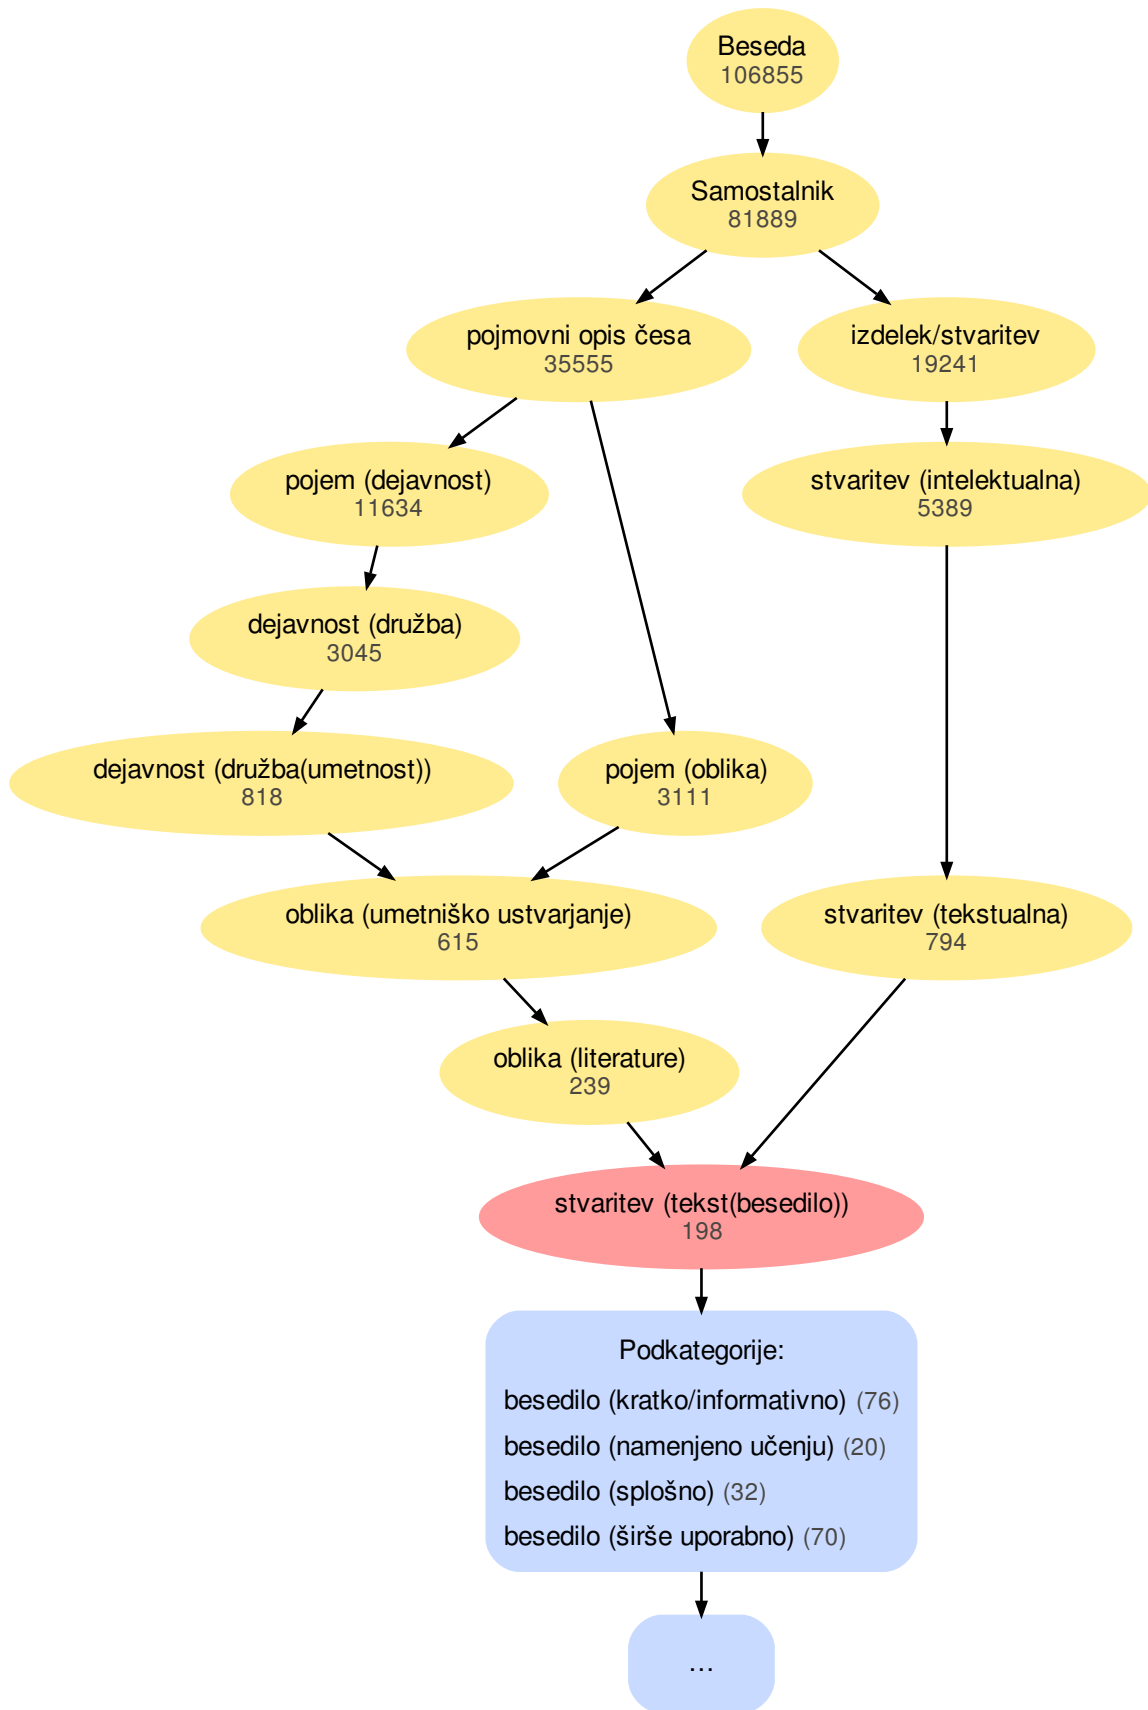 Beseda
106855
Samostalnik
81889
pojmovni opis česa
35555
izdelek/stvaritev
19241
pojem (dejavnost)
11634
stvaritev (intelektualna)
5389
dejavnost (družba)
3045
dejavnost (družba(umetnost))
818
pojem (oblika)
3111
oblika (umetniško ustvarjanje)
615
stvaritev (tekstualna)
794
oblika (literature)
239
stvaritev (tekst(besedilo))
198
Podkategorije:
besedilo (kratko/informativno) (76)
besedilo (namenjeno učenju) (20)
besedilo (splošno) (32)
besedilo (širše uporabno) (70)
...